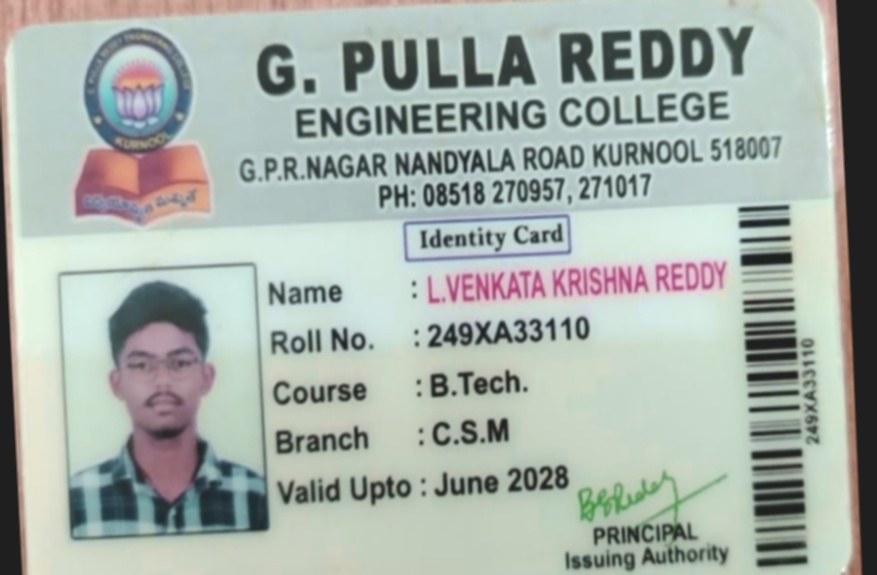 G. PULLA REDDY
ENGINEERING COLLEGE
G.P.R.NAGAR NANDYALA ROAD KURNOOL 518007
PH: 08518 270957, 271017
KURNOOL
Identity Card
Name : L.VENKATA KRISHNA REDDY
Roll No. : 249XA33110
Course : B.Tech.
Branch : C.S.M
Valid Upto : June 2028
PRINCIPAL
Issuing Authority
249XA33110